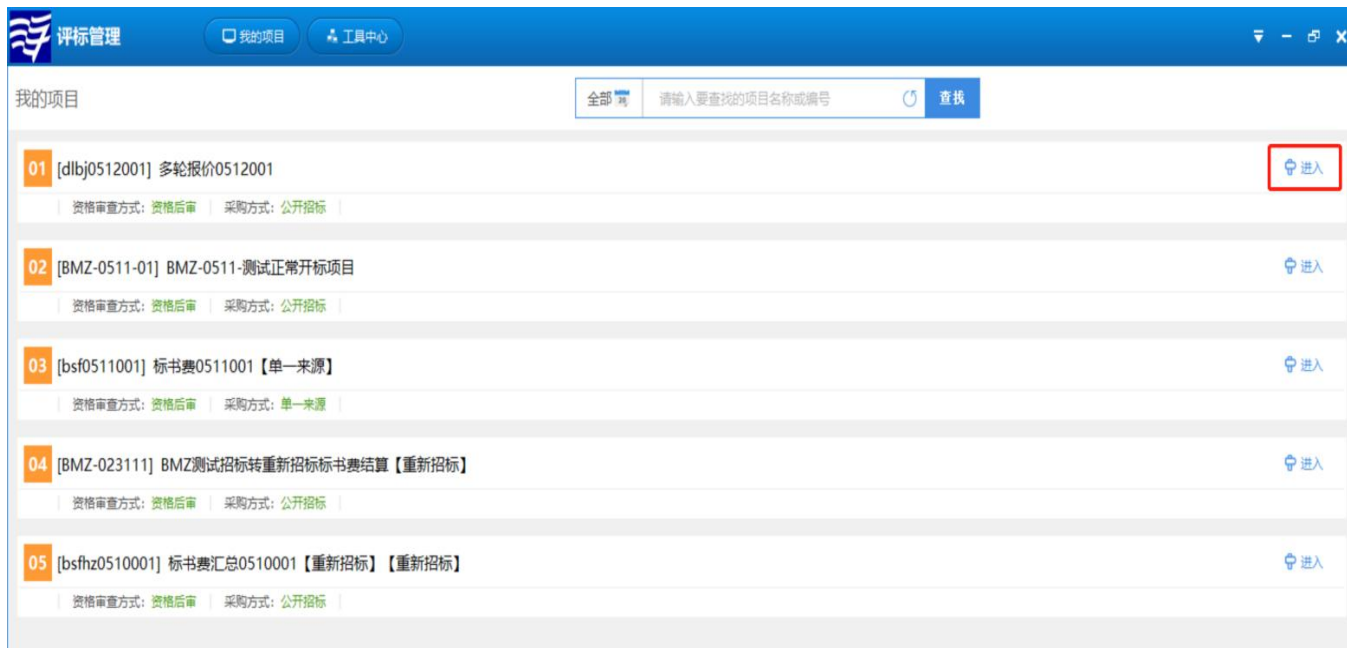 评标管理 我的项目 工具中心
我的项目 全部 请输入要查找的项目名称或编号 查找
01 [dlbj0512001] 多轮报价0512001 进入
资格审查方式: 资格后审 采购方式: 公开招标
02 [BMZ-0511-01] BMZ-0511-测试正常开标项目 进入
资格审查方式: 资格后审 采购方式: 公开招标
03 [bsf0511001] 标书费0511001【单一来源】 进入
资格审查方式: 资格后审 采购方式: 单一来源
04 [BMZ-023111] BMZ测试招标转重新招标标书费结算【重新招标】 进入
资格审查方式: 资格后审 采购方式: 公开招标
05 [bsfhz0510001] 标书费汇总0510001【重新招标】【重新招标】 进入
资格审查方式: 资格后审 采购方式: 公开招标